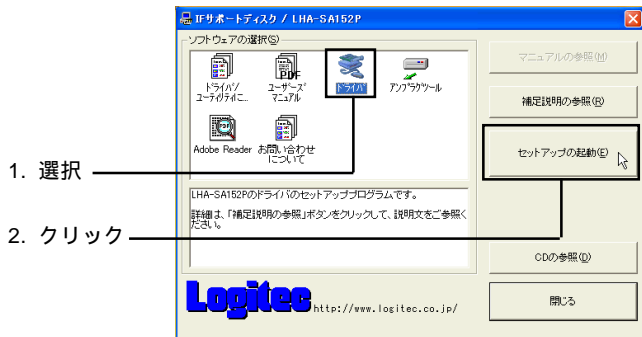 IFサポートディスク / LHA-SA152P
ソフトウェアの選択(S)
ドライバ/
ユーティリティに...
ユーザーズ
マニュアル
ドライバ
アンプラグツール
Adobe Reader
お問い合わせ
について
マニュアルの参照(M)
補足説明の参照(R)
セットアップの起動(E)
1. 選択
LHA-SA152Pのドライバのセットアッププログラムです。
詳細は、「補足説明の参照」ボタンをクリックして、説明文をご参照く
ださい。
2. クリック
CDの参照(D)
Logitec
http://www.logitec.co.jp/
閉じる